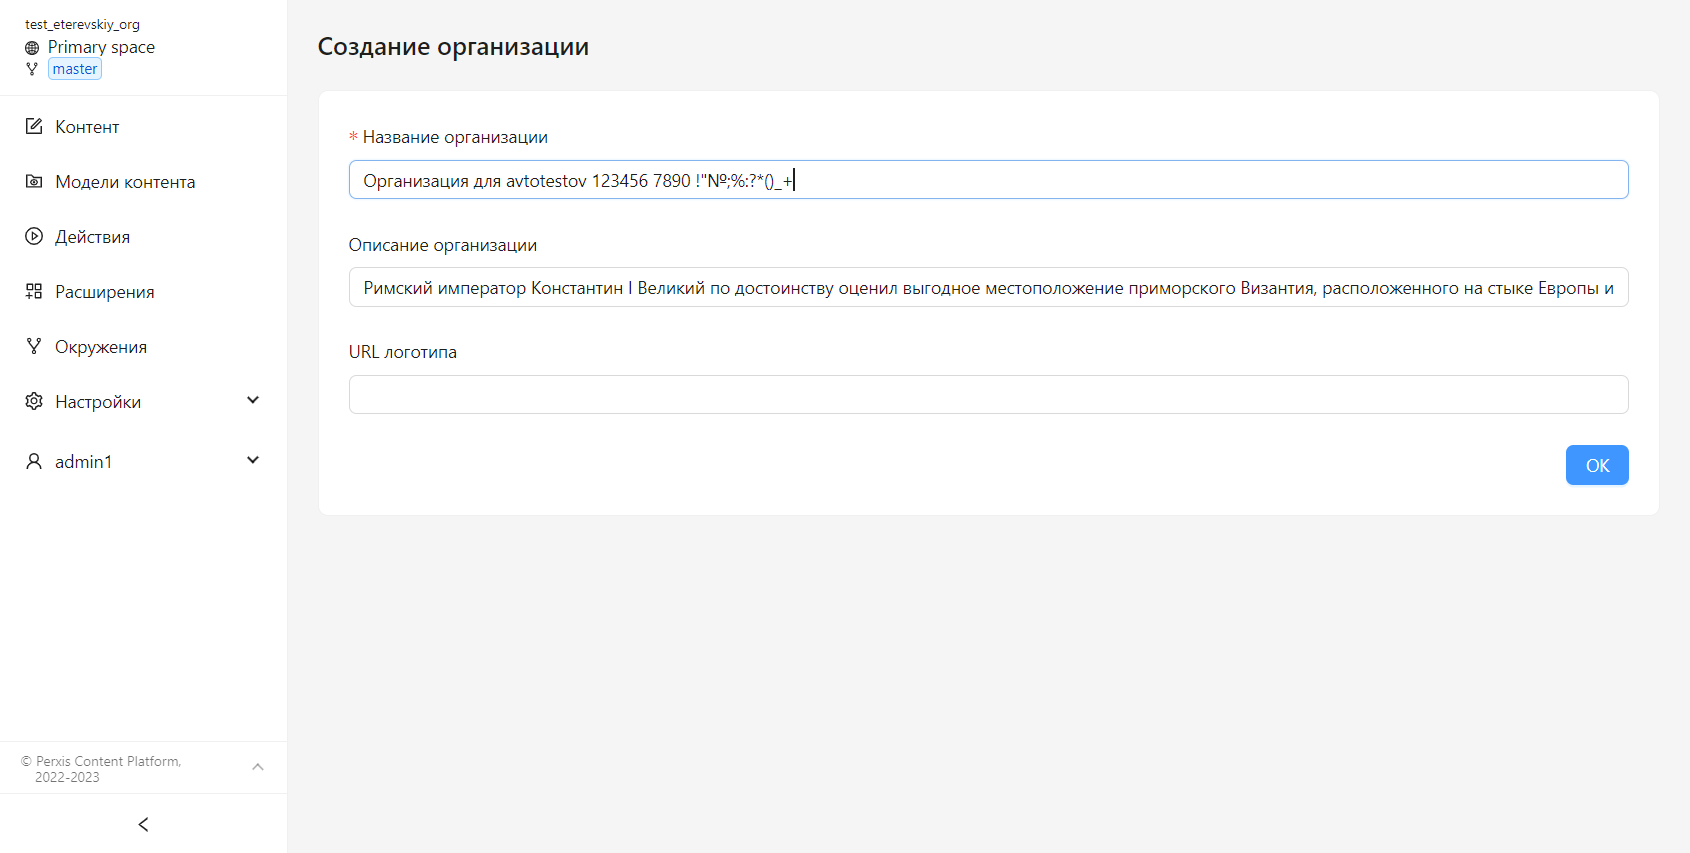 test_eterevskiy_org
Primary space
master
Контент
Модели контента
Действия
Расширения
Окружения
Настройки
admin1
© Perxis Content Platform,
2022-2023
Создание организации
* Название организации
Организация для avtotestov 123456 7890 !"№;%:?*()_+
Описание организации
Римский император Константин I Великий по достоинству оценил выгодное местоположение приморского Византия, расположенного на стыке Европы и
URL логотипа
ОК